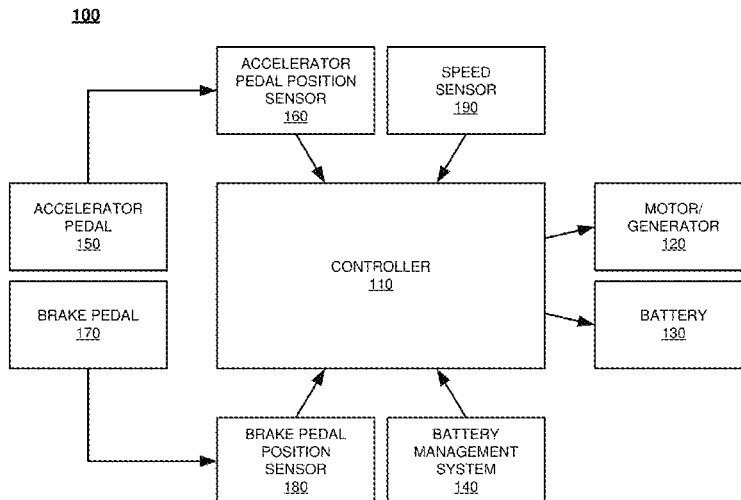 100
ACCELERATOR
PEDAL POSITION
SENSOR
160
SPEED
SENSOR
190
ACCELERATOR
PEDAL
150
CONTROLLER
110
MOTOR/
GENERATOR
120
BRAKE PEDAL
170
BATTERY
130
BRAKE PEDAL
POSITION
SENSOR
180
BATTERY
MANAGEMENT
SYSTEM
140